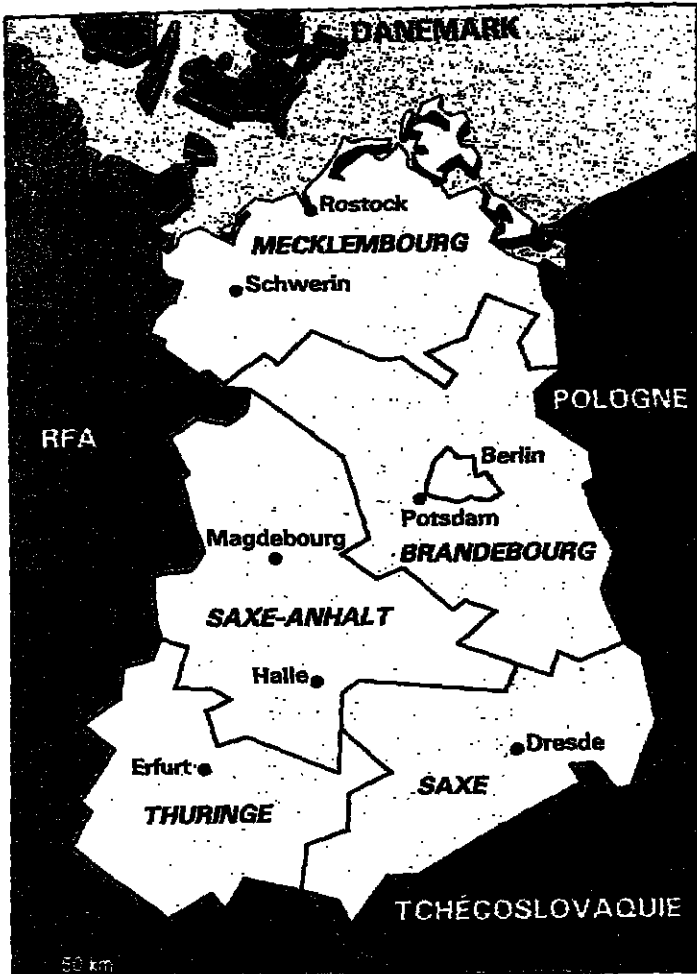 DANEMARK
Rostock
MECKLEMBOURG
Schwerin
POLOGNE
RFA
Berlin
Potsdam
Magdebourg
BRANDEBOURG
SAXE-ANHALT
Halle
Dresde
Erfurt
SAXE
THURINGE
TCHÉCOSLOVAQUIE
50 km